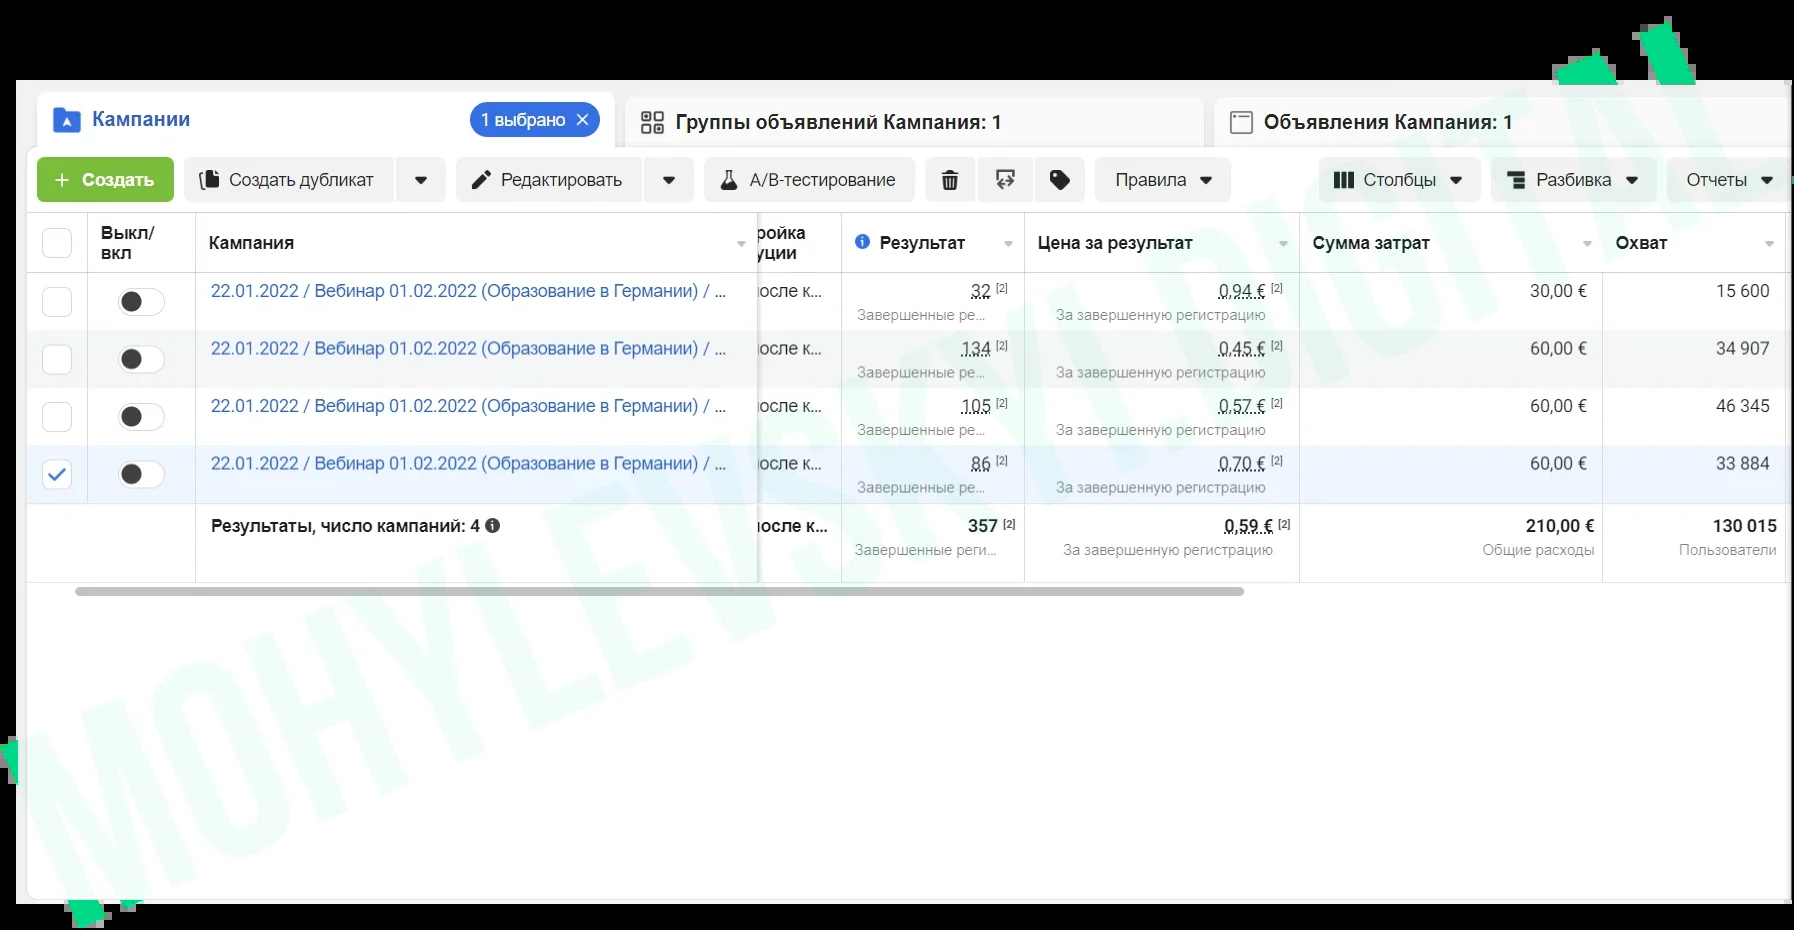 Кампании
1 выбрано
Группы объявлений Кампания: 1
Объявления Кампания: 1
+ Создать
Создать дубликат
Редактировать
A/B-тестирование
Правила
Столбцы
Разбивка
Отчеты
Выкл/
вкл
Кампания
ройка
уции
Результат
Цена за результат
Сумма затрат
Охват
22.01.2022 / Вебинар 01.02.2022 (Образование в Германии) / ...
осле к...
32 [2]
0,94 € [2]
30,00 €
15 600
Завершенные ре...
За завершенную регистрацию
22.01.2022 / Вебинар 01.02.2022 (Образование в Германии) / ...
осле к...
134 [2]
0,45 € [2]
60,00 €
34 907
Завершенные ре...
За завершенную регистрацию
22.01.2022 / Вебинар 01.02.2022 (Образование в Германии) / ...
осле к...
105 [2]
0,57 € [2]
60,00 €
46 345
Завершенные ре...
За завершенную регистрацию
22.01.2022 / Вебинар 01.02.2022 (Образование в Германии) / ...
осле к...
86 [2]
0,70 € [2]
60,00 €
33 884
Завершенные ре...
За завершенную регистрацию
Результаты, число кампаний: 4
осле к...
357 [2]
0,59 € [2]
210,00 €
130 015
Завершенные реги...
За завершенную регистрацию
Общие расходы
Пользователи
MOHYLEVSKYI DIGITAL